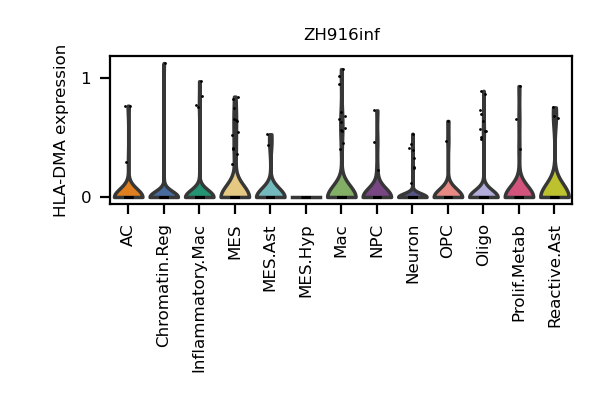 ZH916inf
HLA-DMA expression
1
0
AC
Chromatin.Reg
Inflammatory.Mac
MES
MES.Ast
MES.Hyp
Mac
NPC
Neuron
OPC
Oligo
Prolif.Metab
Reactive.Ast